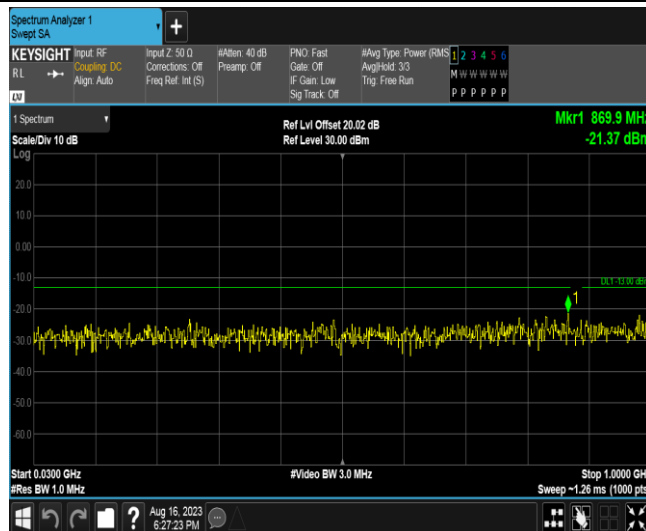 Spectrum Analyzer 1
Swept SA
KEYSIGHT
RL
LXI
Input: RF
Coupling: DC
Align: Auto
Input Z: 50 Ω
Corrections: Off
Freq Ref: Int (S)
#Atten: 40 dB
Preamp: Off
PNO: Fast
Gate: Off
IF Gain: Low
Sig Track: Off
#Avg Type: Power (RMS
Avg|Hold: 3/3
Trig: Free Run
1 2 3 4 5 6
M W W W W W
P P P P P P
1 Spectrum
Scale/Div 10 dB
Log
Ref Lvl Offset 20.02 dB
Ref Level 30.00 dBm
Mkr1 869.9 MHz
-21.37 dBm
20.0
10.0
0.00
-10.0
DL1 -13.00 dBm
1
-20.0
-30.0
-40.0
-50.0
-60.0
Start 0.0300 GHz
#Res BW 1.0 MHz
#Video BW 3.0 MHz
Stop 1.0000 GHz
Sweep ~1.26 ms (1000 pts
?
Aug 16, 2023
6:27:23 PM